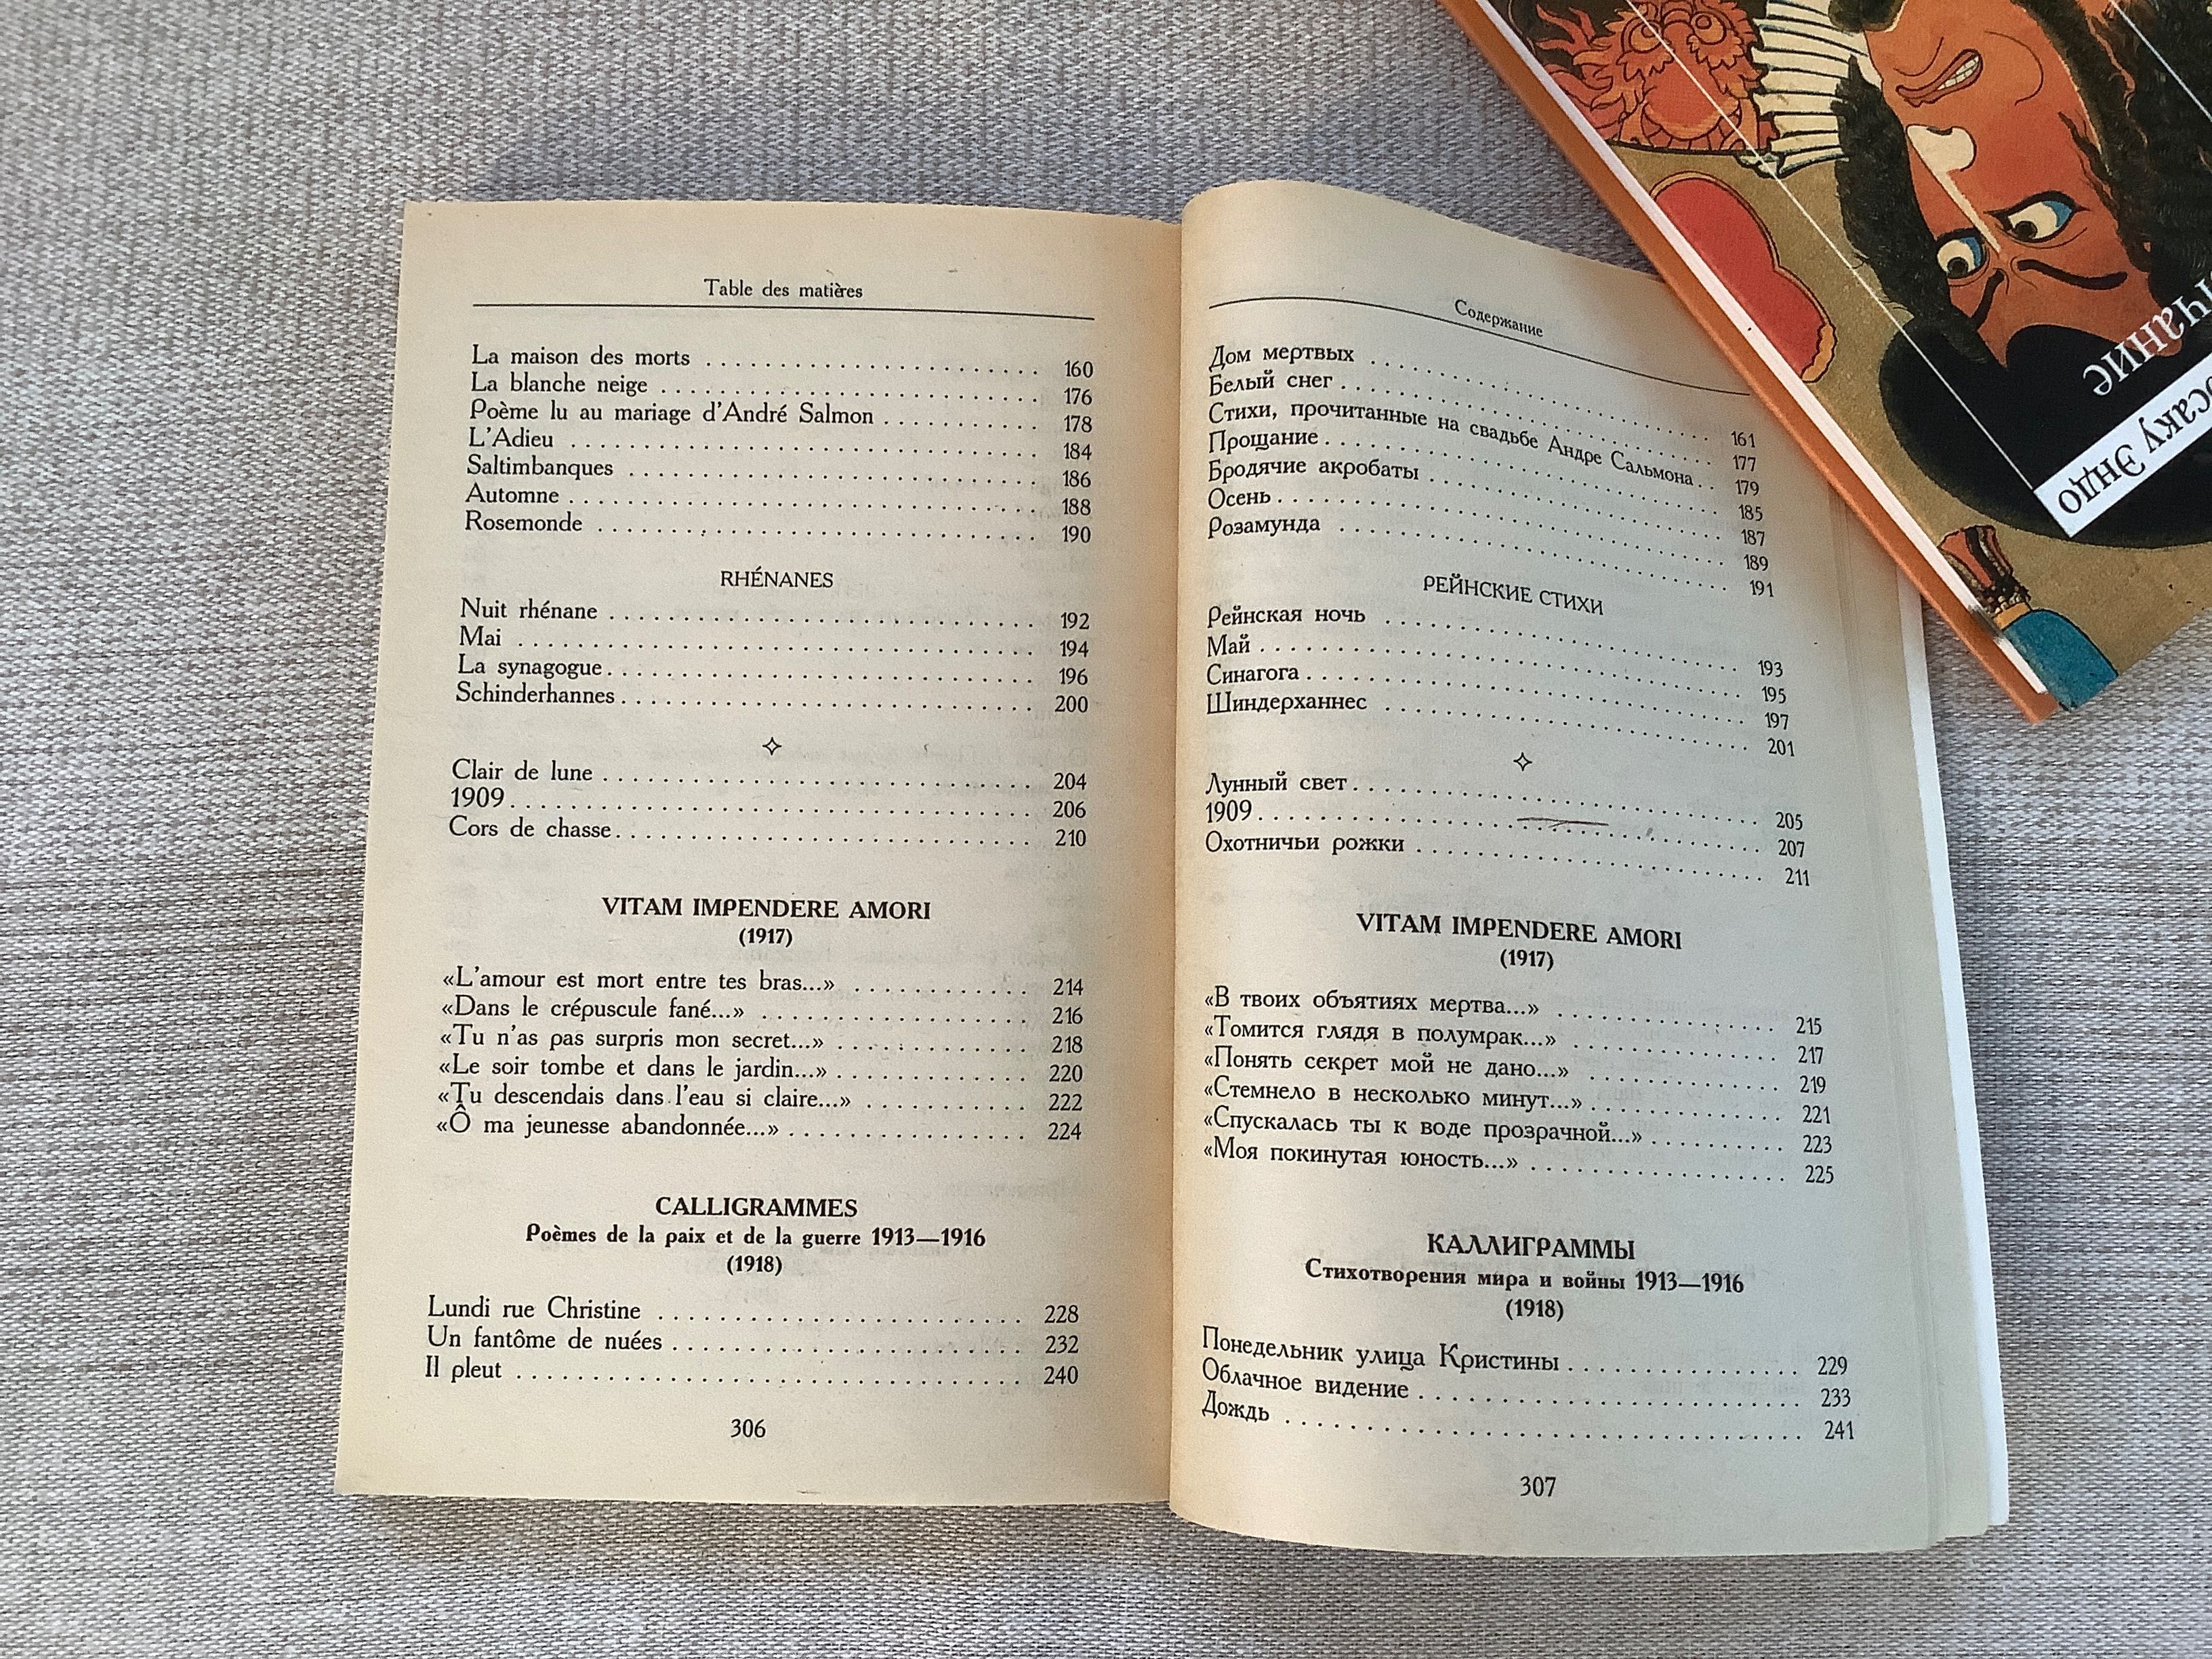 Table des matières
La maison des morts . . . . . . . . . . . . . . . . . . . . . . . . . . 160
La blanche neige . . . . . . . . . . . . . . . . . . . . . . . . . . . . . 176
Poème lu au mariage d'André Salmon . . . . . . . . . . . . 178
L'Adieu . . . . . . . . . . . . . . . . . . . . . . . . . . . . . . . . . . . . 184
Saltimbanques . . . . . . . . . . . . . . . . . . . . . . . . . . . . . . . 186
Automne . . . . . . . . . . . . . . . . . . . . . . . . . . . . . . . . . . . . 188
Rosemonde . . . . . . . . . . . . . . . . . . . . . . . . . . . . . . . . . . 190
RHÉNANES
Nuit rhénane . . . . . . . . . . . . . . . . . . . . . . . . . . . . . . . . . 192
Mai . . . . . . . . . . . . . . . . . . . . . . . . . . . . . . . . . . . . . . . . 194
La synagogue . . . . . . . . . . . . . . . . . . . . . . . . . . . . . . . . . 196
Schinderhannes . . . . . . . . . . . . . . . . . . . . . . . . . . . . . . . . 200
Clair de lune . . . . . . . . . . . . . . . . . . . . . . . . . . . . . . . . . 204
1909 . . . . . . . . . . . . . . . . . . . . . . . . . . . . . . . . . . . . . . . 206
Cors de chasse . . . . . . . . . . . . . . . . . . . . . . . . . . . . . . . . 210
VITAM IMPENDERE AMORI
(1917)
«L'amour est mort entre tes bras...» . . . . . . . . . . . . . . 214
«Dans le crépuscule fané...» . . . . . . . . . . . . . . . . . . . . . 216
«Tu n'as pas surpris mon secret...» . . . . . . . . . . . . . . . 218
«Le soir tombe et dans le jardin...» . . . . . . . . . . . . . . . 220
«Tu descendais dans l'eau si claire...» . . . . . . . . . . . . . 222
«Ô ma jeunesse abandonnée...» . . . . . . . . . . . . . . . . . . . 224
CALLIGRAMMES
Poèmes de la paix et de la guerre 1913—1916
(1918)
Lundi rue Christine . . . . . . . . . . . . . . . . . . . . . . . . . . . . 228
Un fantôme de nuées . . . . . . . . . . . . . . . . . . . . . . . . . . . . 232
Il pleut . . . . . . . . . . . . . . . . . . . . . . . . . . . . . . . . . . . . . 240
306
Содержание
Дом мертвых . . . . . . . . . . . . . . . . . . . . . . . . . . . . . 161
Белый снег . . . . . . . . . . . . . . . . . . . . . . . . . . . . . . 177
Стихи, прочитанные на свадьбе Андре Сальмона . . 179
Прощание . . . . . . . . . . . . . . . . . . . . . . . . . . . . . . . . 185
Бродячие акробаты . . . . . . . . . . . . . . . . . . . . . . . . 187
Осень . . . . . . . . . . . . . . . . . . . . . . . . . . . . . . . . . . . 189
Розамунда . . . . . . . . . . . . . . . . . . . . . . . . . . . . . . . 191
РЕЙНСКИЕ СТИХИ
Рейнская ночь . . . . . . . . . . . . . . . . . . . . . . . . . . . . . 193
Май . . . . . . . . . . . . . . . . . . . . . . . . . . . . . . . . . . . . . 195
Синагога . . . . . . . . . . . . . . . . . . . . . . . . . . . . . . . . . 197
Шиндерханнес . . . . . . . . . . . . . . . . . . . . . . . . . . . . . 201
Лунный свет . . . . . . . . . . . . . . . . . . . . . . . . . . . . . . . 205
1909 . . . . . . . . . . . . . . . . . . . . . . . . . . . . . . . . . . . . . 207
Охотничьи рожки . . . . . . . . . . . . . . . . . . . . . . . . . . . 211
VITAM IMPENDERE AMORI
(1917)
«В твоих объятиях мертва...» . . . . . . . . . . . . . . . . . . 215
«Томится глядя в полумрак...» . . . . . . . . . . . . . . . . . 217
«Понять секрет мой не дано...» . . . . . . . . . . . . . . . . 219
«Стемнело в несколько минут...» . . . . . . . . . . . . . . . . 221
«Спускалась ты к воде прозрачной...» . . . . . . . . . . . 223
«Моя покинутая юность...» . . . . . . . . . . . . . . . . . . . . 225
КАЛЛИГРАММЫ
Стихотворения мира и войны 1913—1916
(1918)
Понедельник улица Кристины . . . . . . . . . . . . . . . . . . . 229
Облачное видение . . . . . . . . . . . . . . . . . . . . . . . . . . . . . 233
Дождь . . . . . . . . . . . . . . . . . . . . . . . . . . . . . . . . . . . . . . 241
307
Эндо